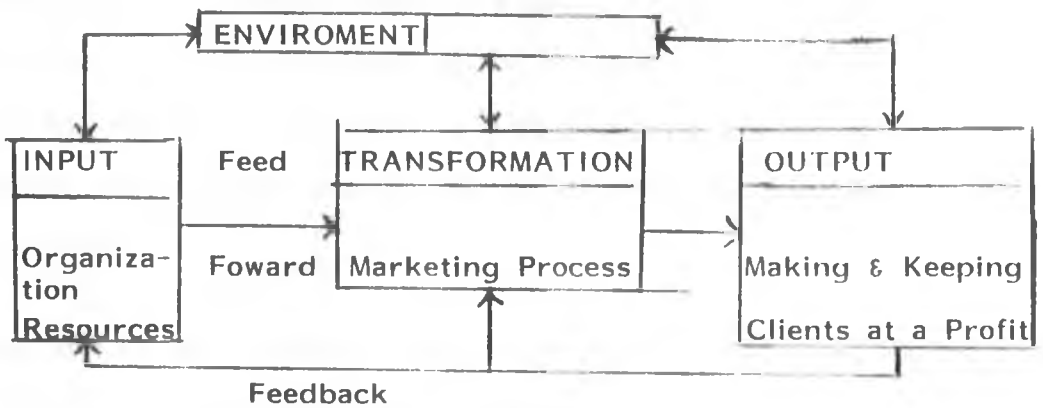 ENVIROMENT
INPUT
Organiza-
tion
Resources
Feed
Foward
TRANSFORMATION
Marketing Process
OUTPUT
Making & Keeping
Clients at a Profit
Feedback